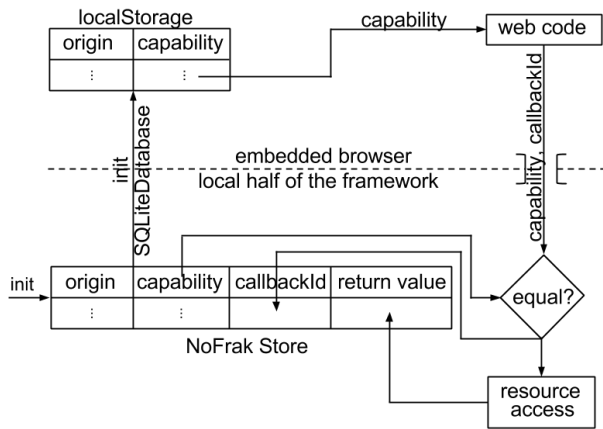 localStorage
origin capability
capability
web code
init
SQLiteDatabase
capability, callbackId
embedded browser
local half of the framework
init
origin capability callbackId return value
equal?
NoFrak Store
resource
access